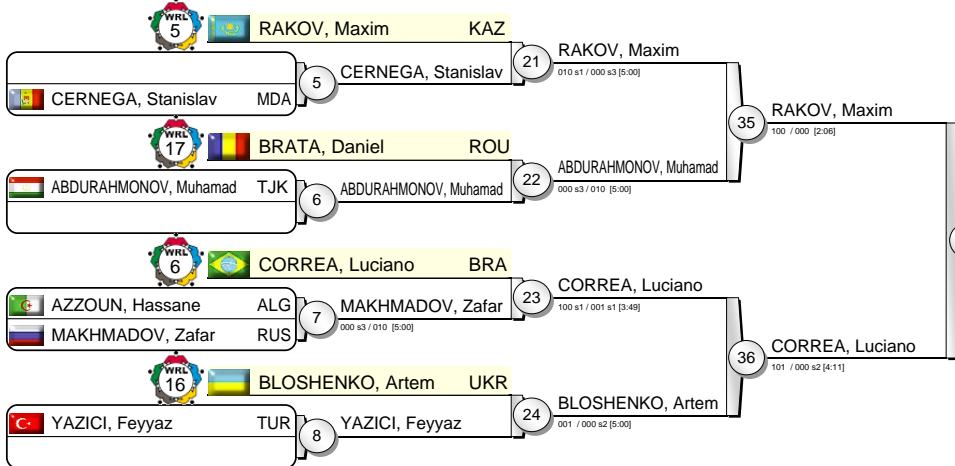 WRL
5
RAKOV, Maxim KAZ
CERNEGA, Stanislav MDA
5
CERNEGA, Stanislav
21
RAKOV, Maxim
010 s1 / 000 s3 [5:00]
WRL
17
BRATA, Daniel ROU
ABDURAHMONOV, Muhamad TJK
6
ABDURAHMONOV, Muhamad
22
ABDURAHMONOV, Muhamad
000 s3 / 010 [5:00]
35
RAKOV, Maxim
100 / 000 [2:06]
WRL
6
CORREA, Luciano BRA
AZZOUN, Hassane ALG
MAKHMADOV, Zafar RUS
7
MAKHMADOV, Zafar
000 s3 / 010 [5:00]
23
CORREA, Luciano
100 s1 / 001 s1 [3:49]
WRL
16
BLOSHENKO, Artem UKR
YAZICI, Feyyaz TUR
8
YAZICI, Feyyaz
24
BLOSHENKO, Artem
001 / 000 s2 [5:00]
36
CORREA, Luciano
101 / 000 s2 [4:11]